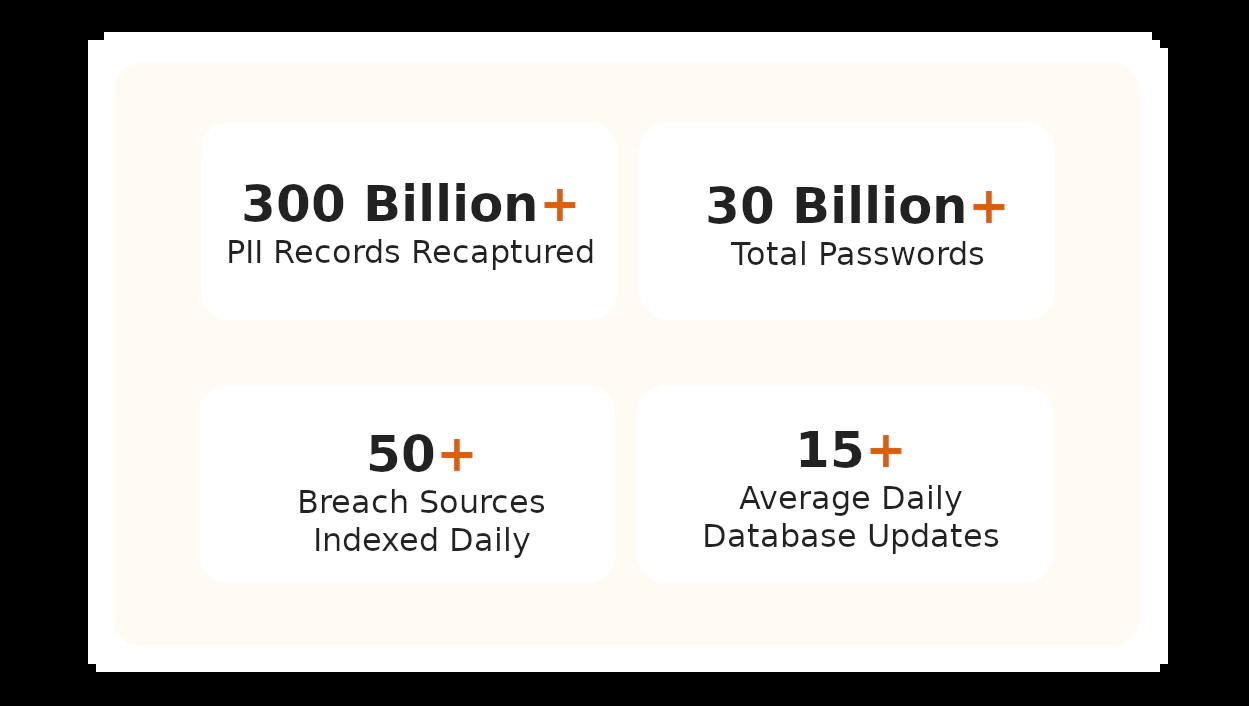 300 Billion+
PII Records Recaptured
30 Billion+
Total Passwords
50+
Breach Sources
Indexed Daily
15+
Average Daily
Database Updates